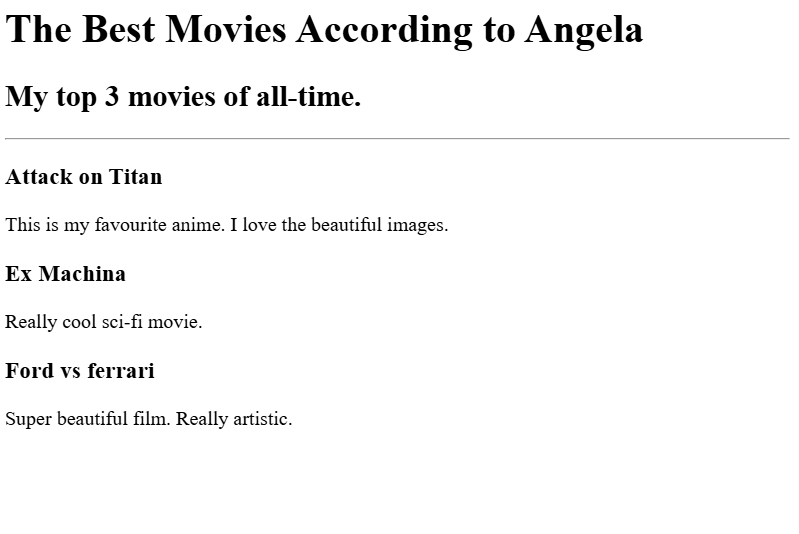 The Best Movies According to Angela
My top 3 movies of all-time.
Attack on Titan
This is my favourite anime. I love the beautiful images.
Ex Machina
Really cool sci-fi movie.
Ford vs ferrari
Super beautiful film. Really artistic.